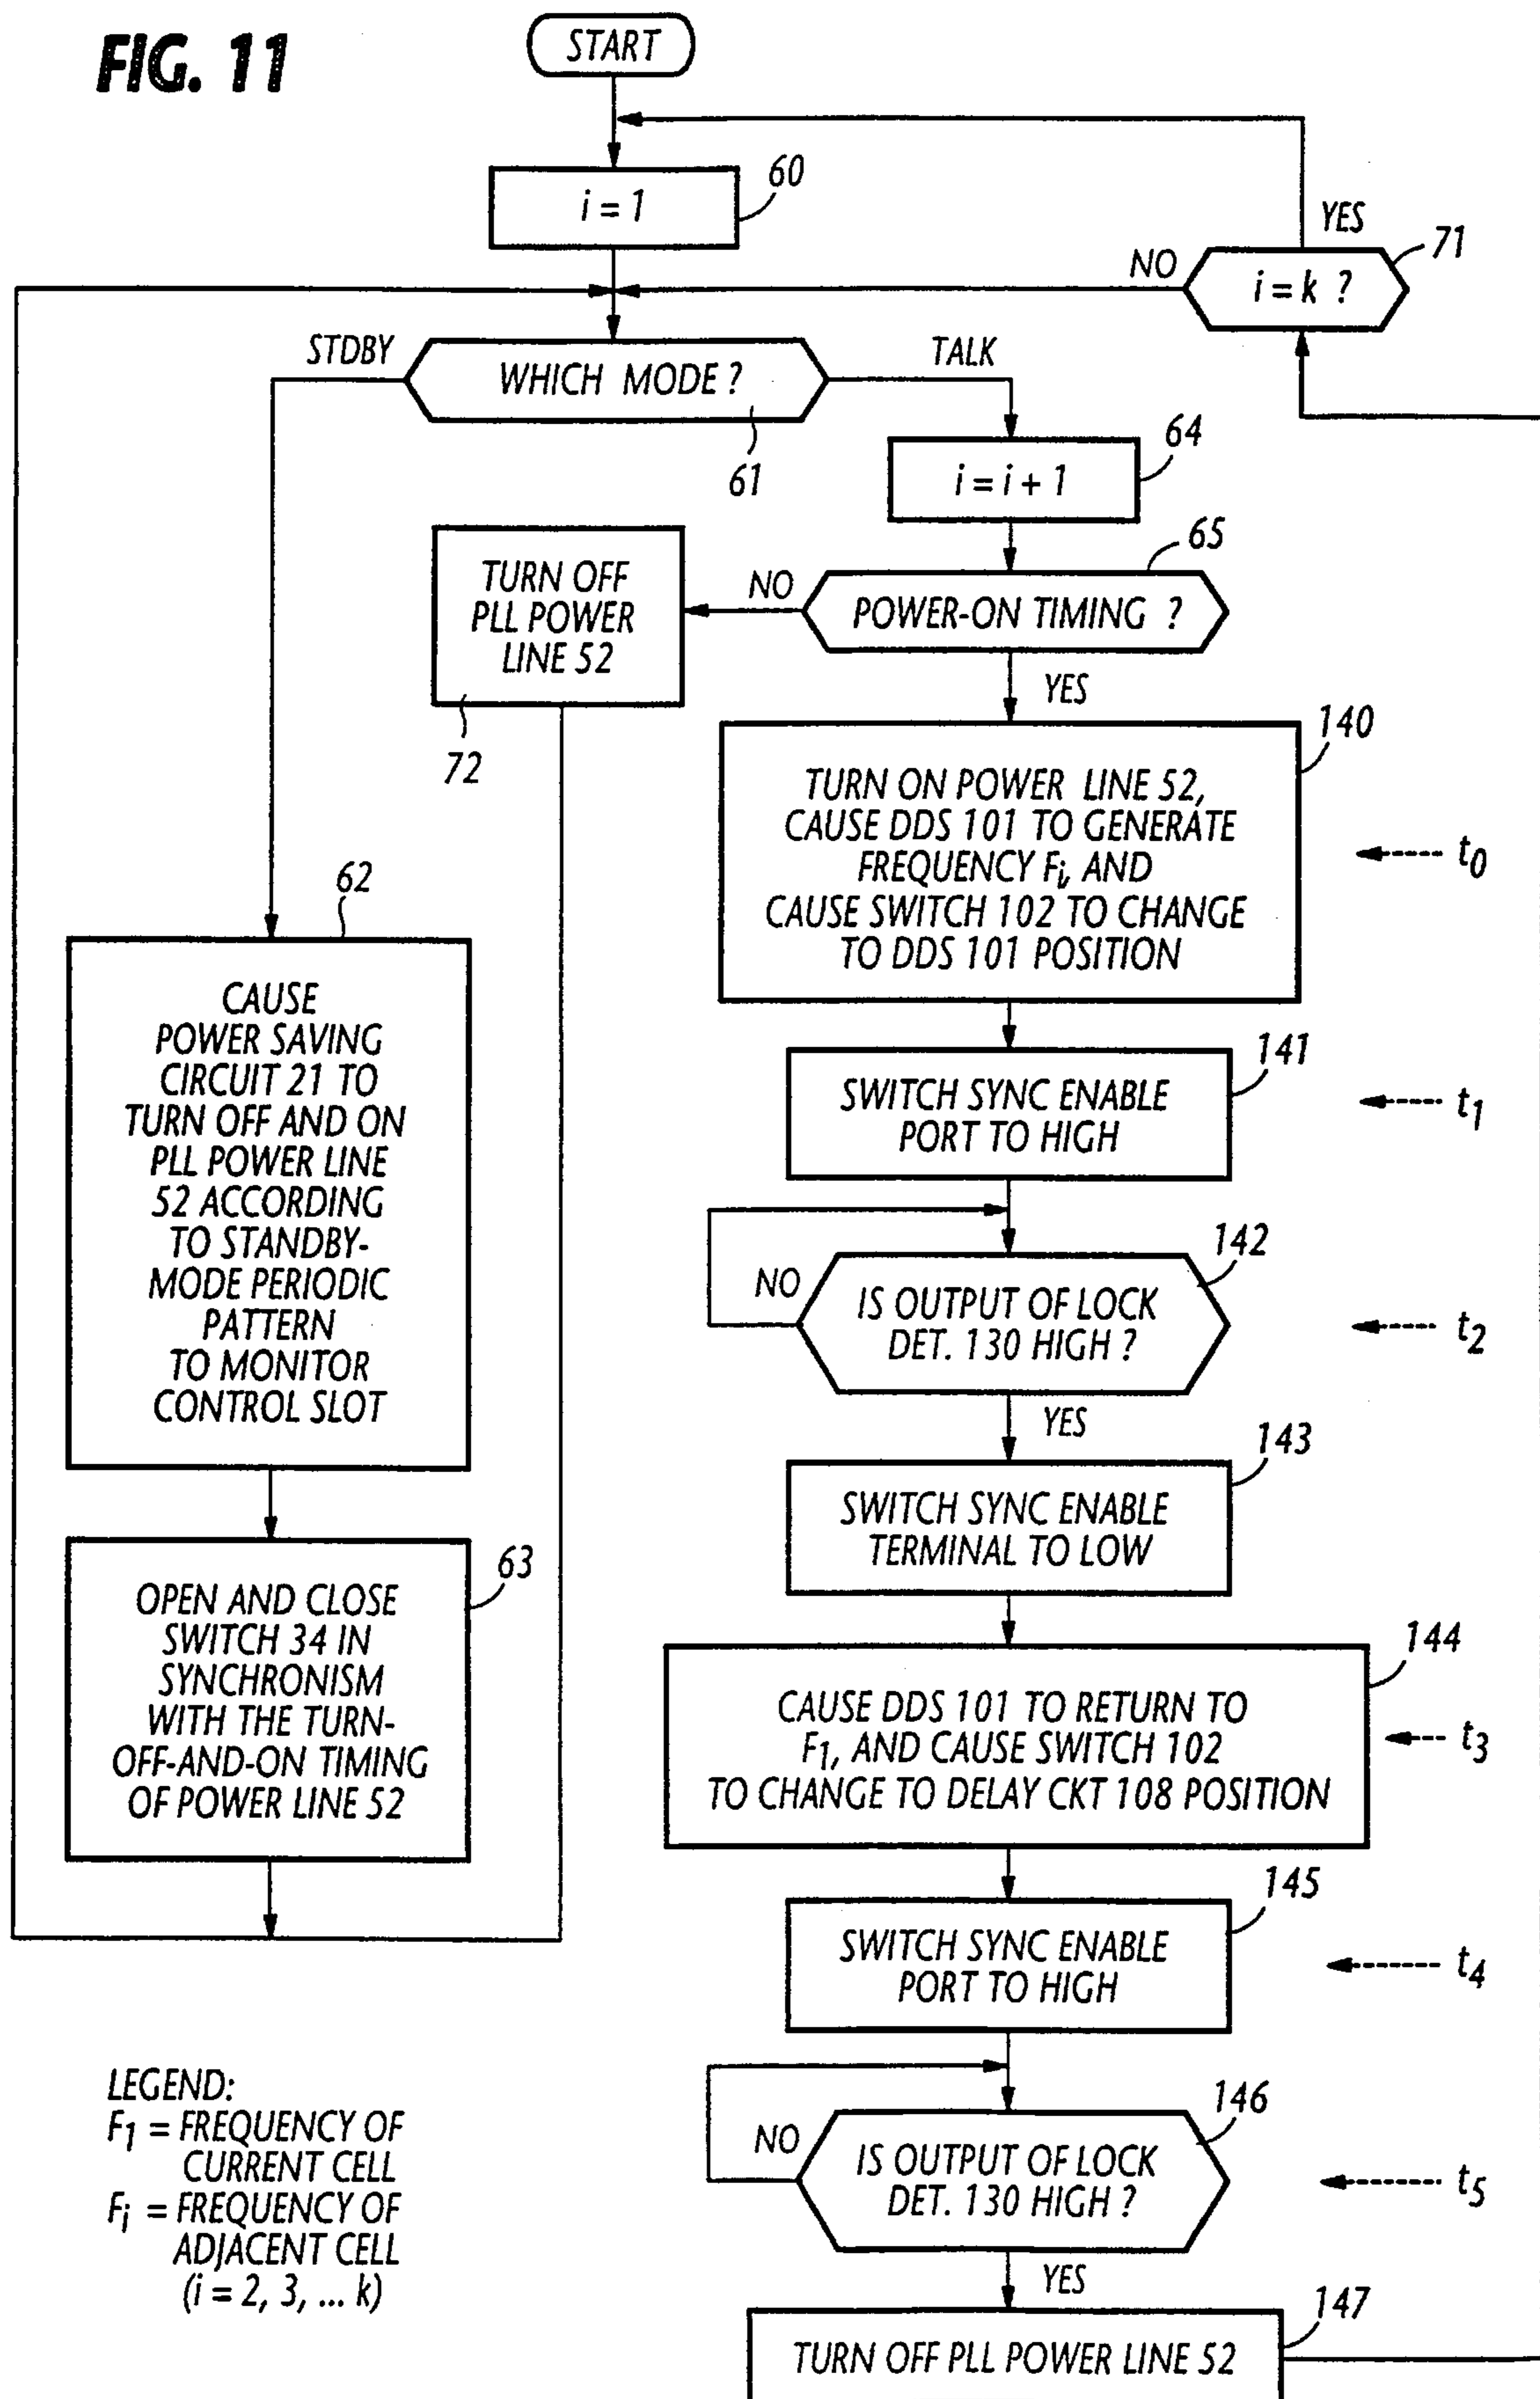 FIG. 11
START
i = 1
60
YES
71
NO
i = k ?
STDBY
WHICH MODE ?
TALK
61
64
i = i + 1
65
NO
POWER-ON TIMING ?
TURN OFF
PLL POWER
LINE 52
72
YES
140
TURN ON POWER LINE 52,
CAUSE DDS 101 TO GENERATE
FREQUENCY Fi, AND
CAUSE SWITCH 102 TO CHANGE
TO DDS 101 POSITION
t0
62
CAUSE
POWER SAVING
CIRCUIT 21 TO
TURN OFF AND ON
PLL POWER LINE
52 ACCORDING
TO STANDBY-
MODE PERIODIC
PATTERN
TO MONITOR
CONTROL SLOT
141
SWITCH SYNC ENABLE
PORT TO HIGH
t1
142
NO
IS OUTPUT OF LOCK
DET. 130 HIGH ?
t2
YES
143
SWITCH SYNC ENABLE
TERMINAL TO LOW
63
OPEN AND CLOSE
SWITCH 34 IN
SYNCHRONISM
WITH THE TURN-
OFF-AND-ON TIMING
OF POWER LINE 52
144
CAUSE DDS 101 TO RETURN TO
F1, AND CAUSE SWITCH 102
TO CHANGE TO DELAY CKT 108 POSITION
t3
145
SWITCH SYNC ENABLE
PORT TO HIGH
t4
146
NO
IS OUTPUT OF LOCK
DET. 130 HIGH ?
t5
YES
147
TURN OFF PLL POWER LINE 52
LEGEND:
F1 = FREQUENCY OF
CURRENT CELL
Fi = FREQUENCY OF
ADJACENT CELL
(i = 2, 3, ... k)